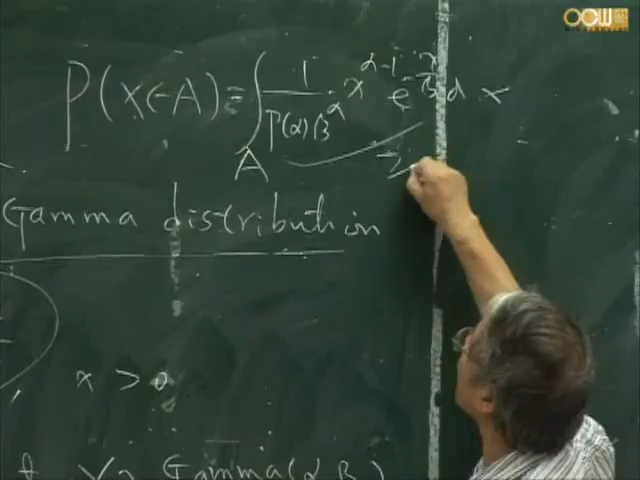 OCW
P(X∈A) = ∫_A 1/(Γ(α)β^α) x^(α-1) e^(-x/β) dx
Gamma distribution
, x > 0
Gamma(α, β)